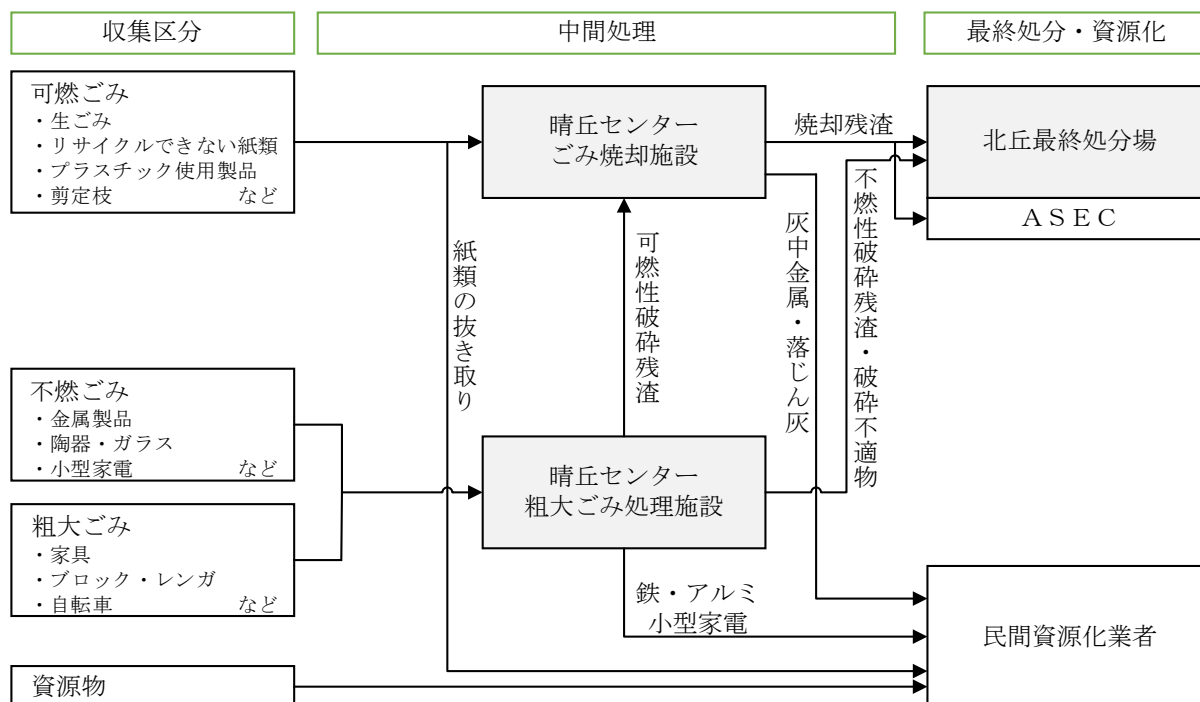 収集区分
中間処理
最終処分・資源化
可燃ごみ
・生ごみ
・リサイクルできない紙類
・プラスチック使用製品
・剪定枝 など
晴丘センター
ごみ焼却施設
焼却残渣
北丘最終処分場
ASEC
紙類の抜き取り
可燃性破砕残渣
灰中金属・落じん灰
不燃性破砕残渣・破砕不適物
不燃ごみ
・金属製品
・陶器・ガラス
・小型家電 など
晴丘センター
粗大ごみ処理施設
粗大ごみ
・家具
・ブロック・レンガ
・自転車 など
鉄・アルミ
小型家電
民間資源化業者
資源物